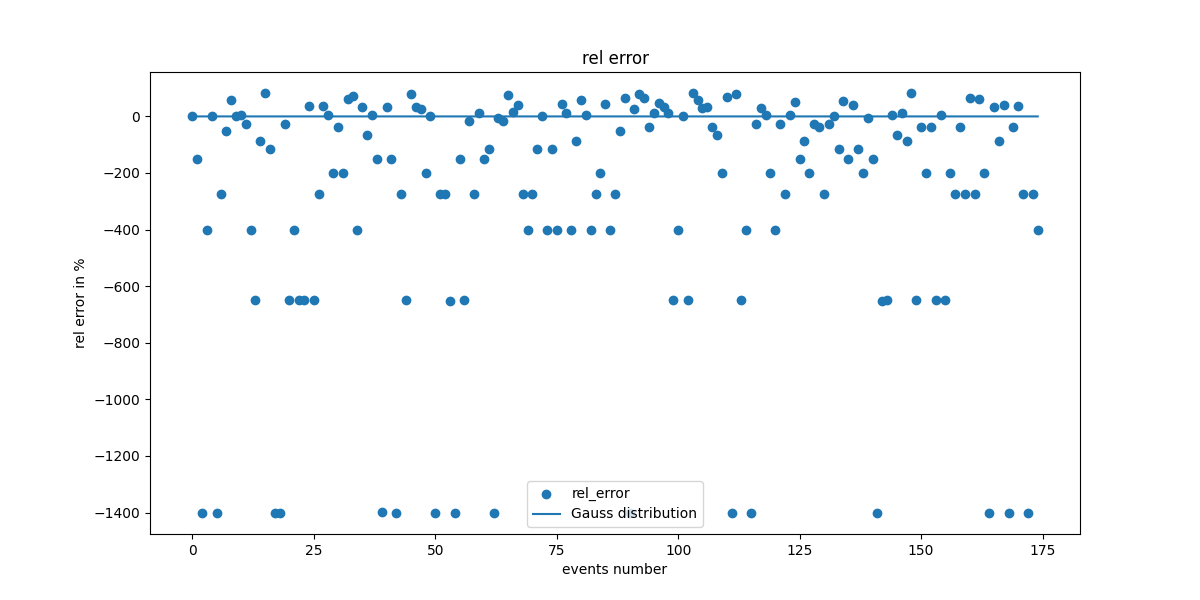 rel error
0
−200
−400
−600
−800
−1000
−1200
−1400
rel error in %
rel_error
Gauss distribution
0 25 50 75 100 125 150 175
events number